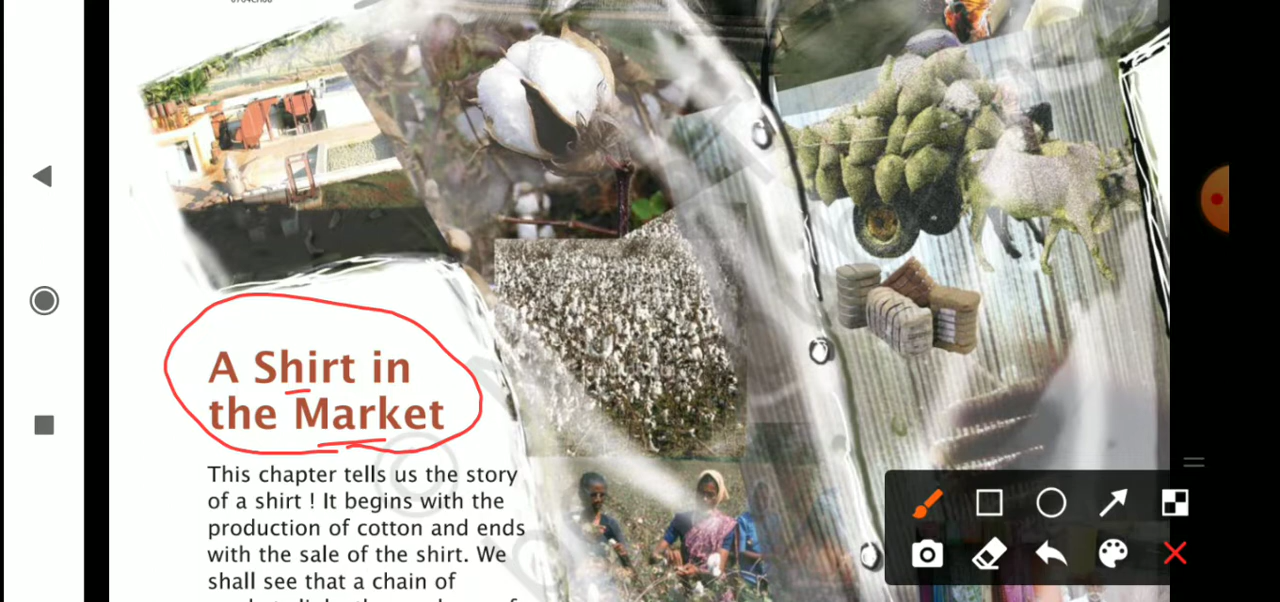 A Shirt in
the Market
This chapter tells us the story
of a shirt ! It begins with the
production of cotton and ends
with the sale of the shirt. We
shall see that a chain of